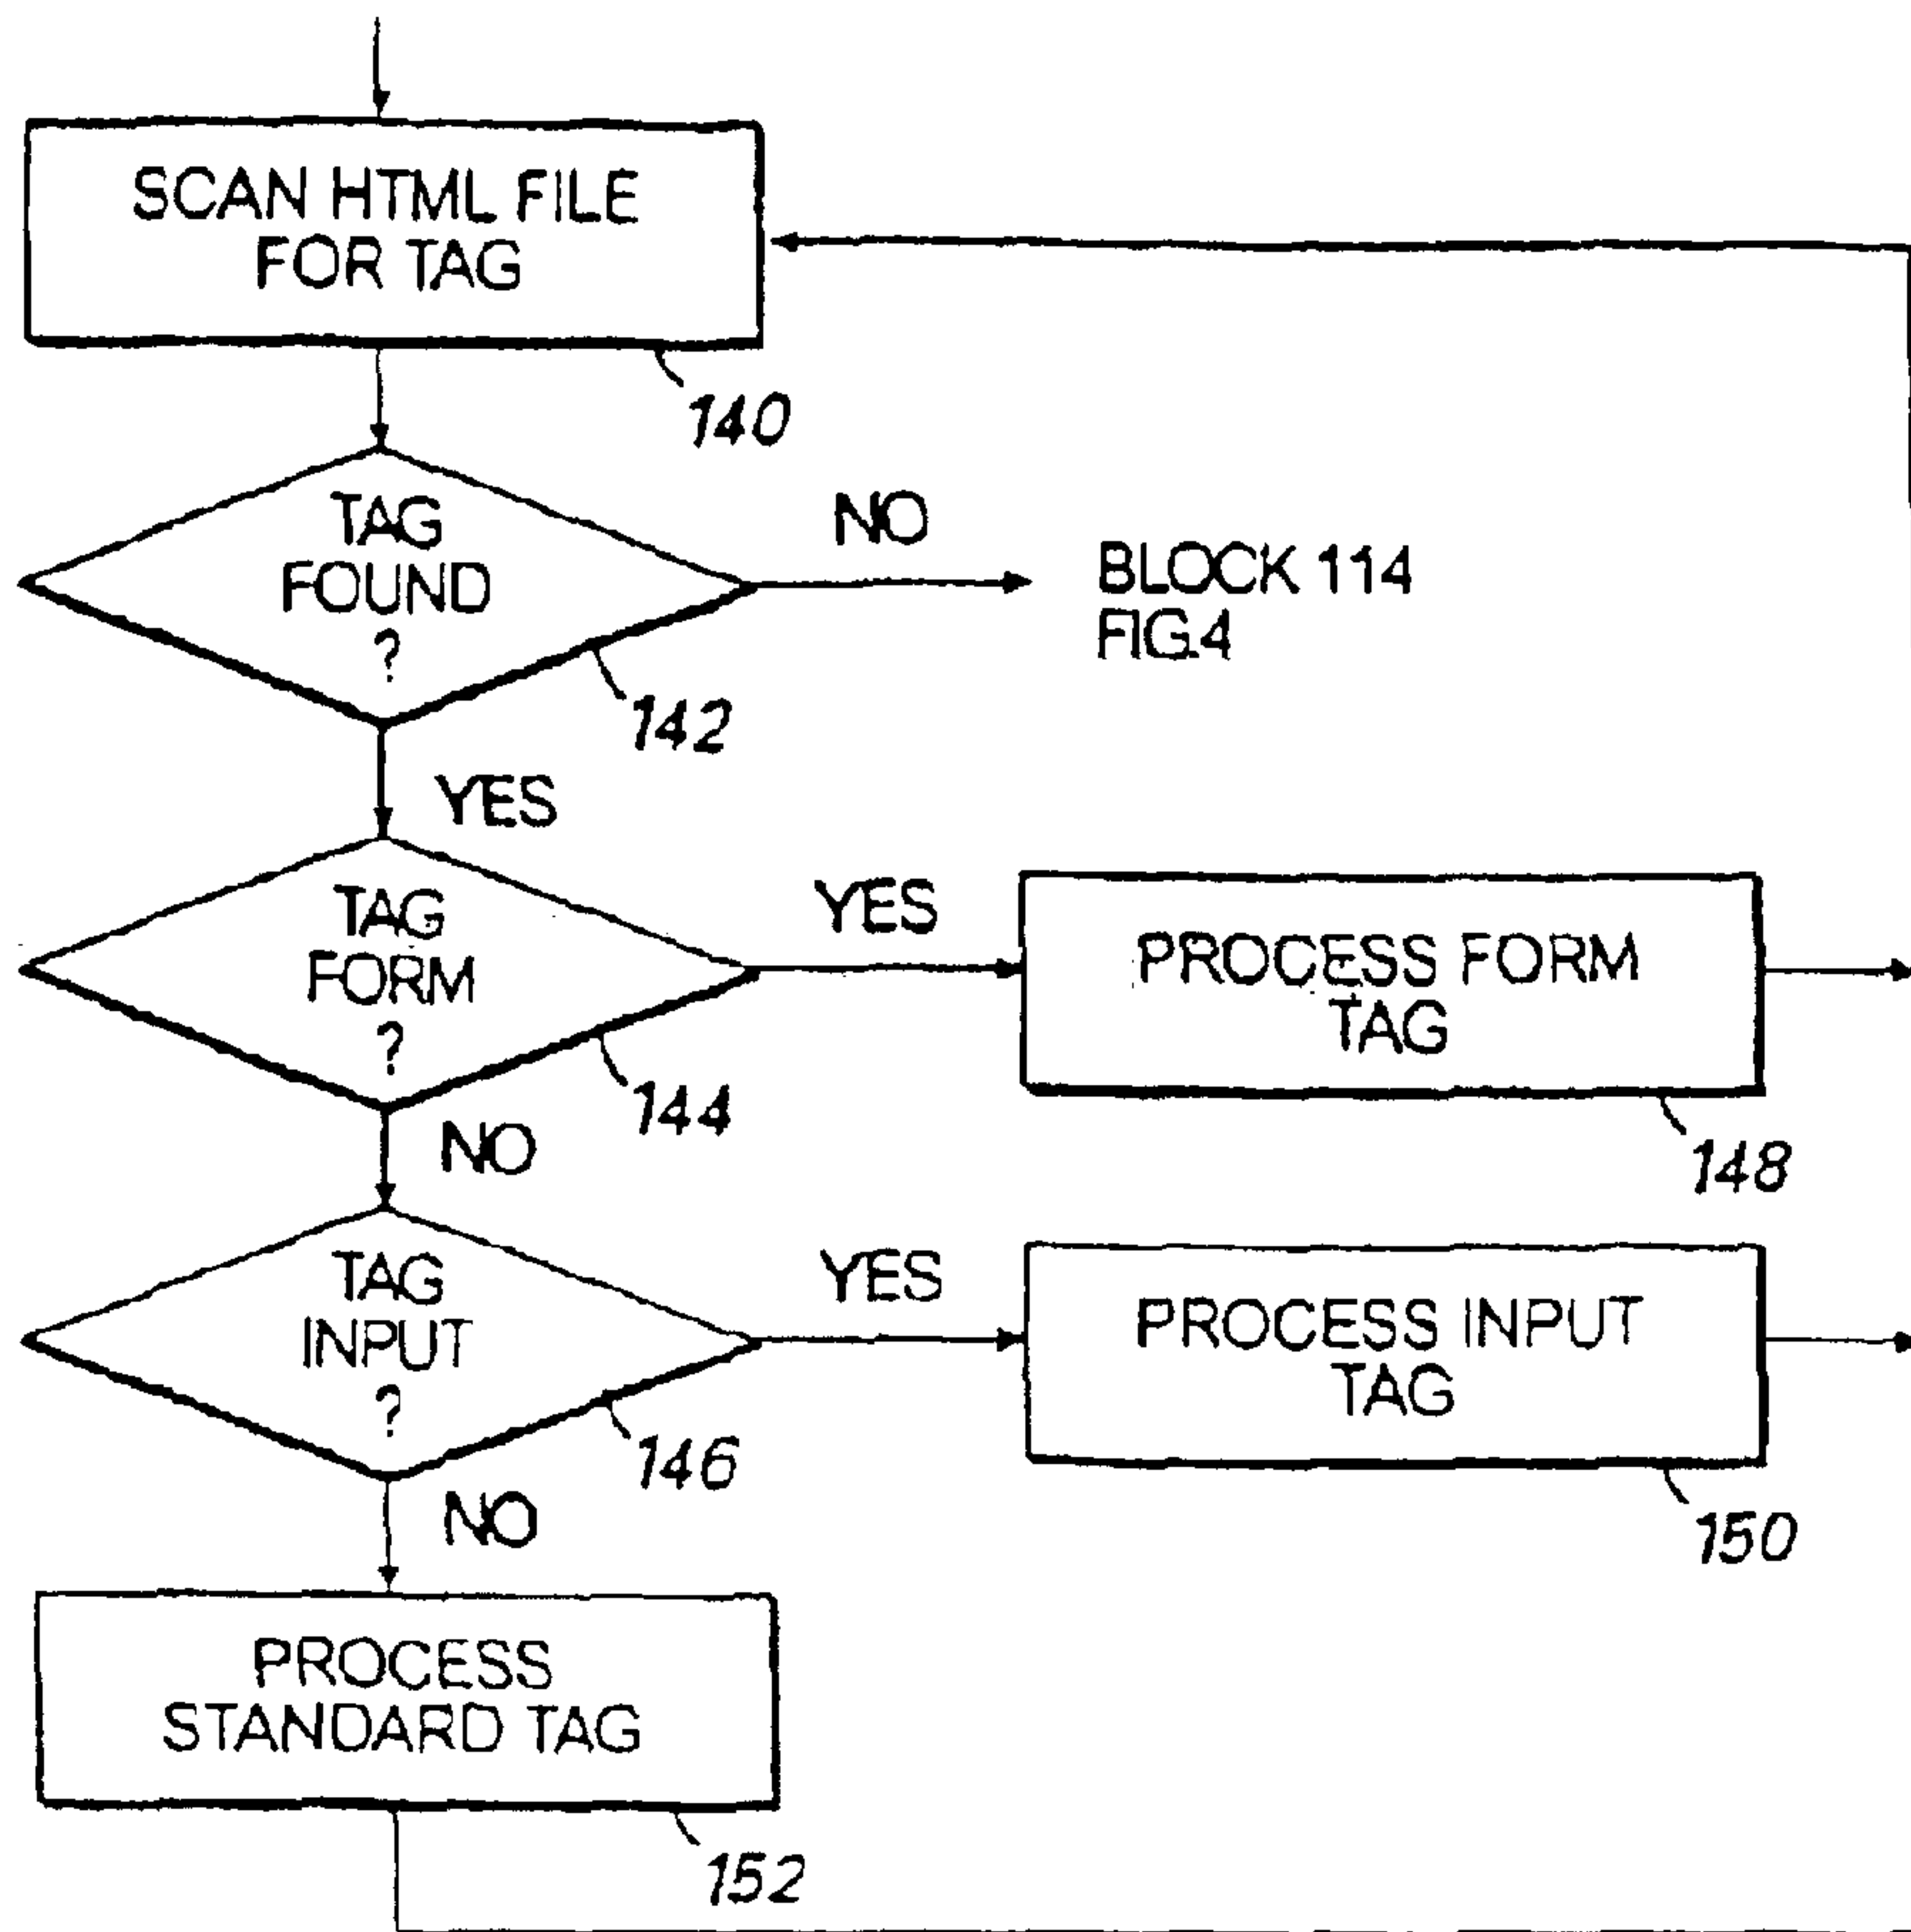 SCAN HTML FILE
FOR TAG
140
TAG
FOUND
?
NO
BLOCK 114
FIG.4
142
YES
TAG
FORM
?
YES
PROCESS FORM
TAG
144
148
NO
TAG
INPUT
?
YES
PROCESS INPUT
TAG
146
150
NO
PROCESS
STANDARD TAG
152